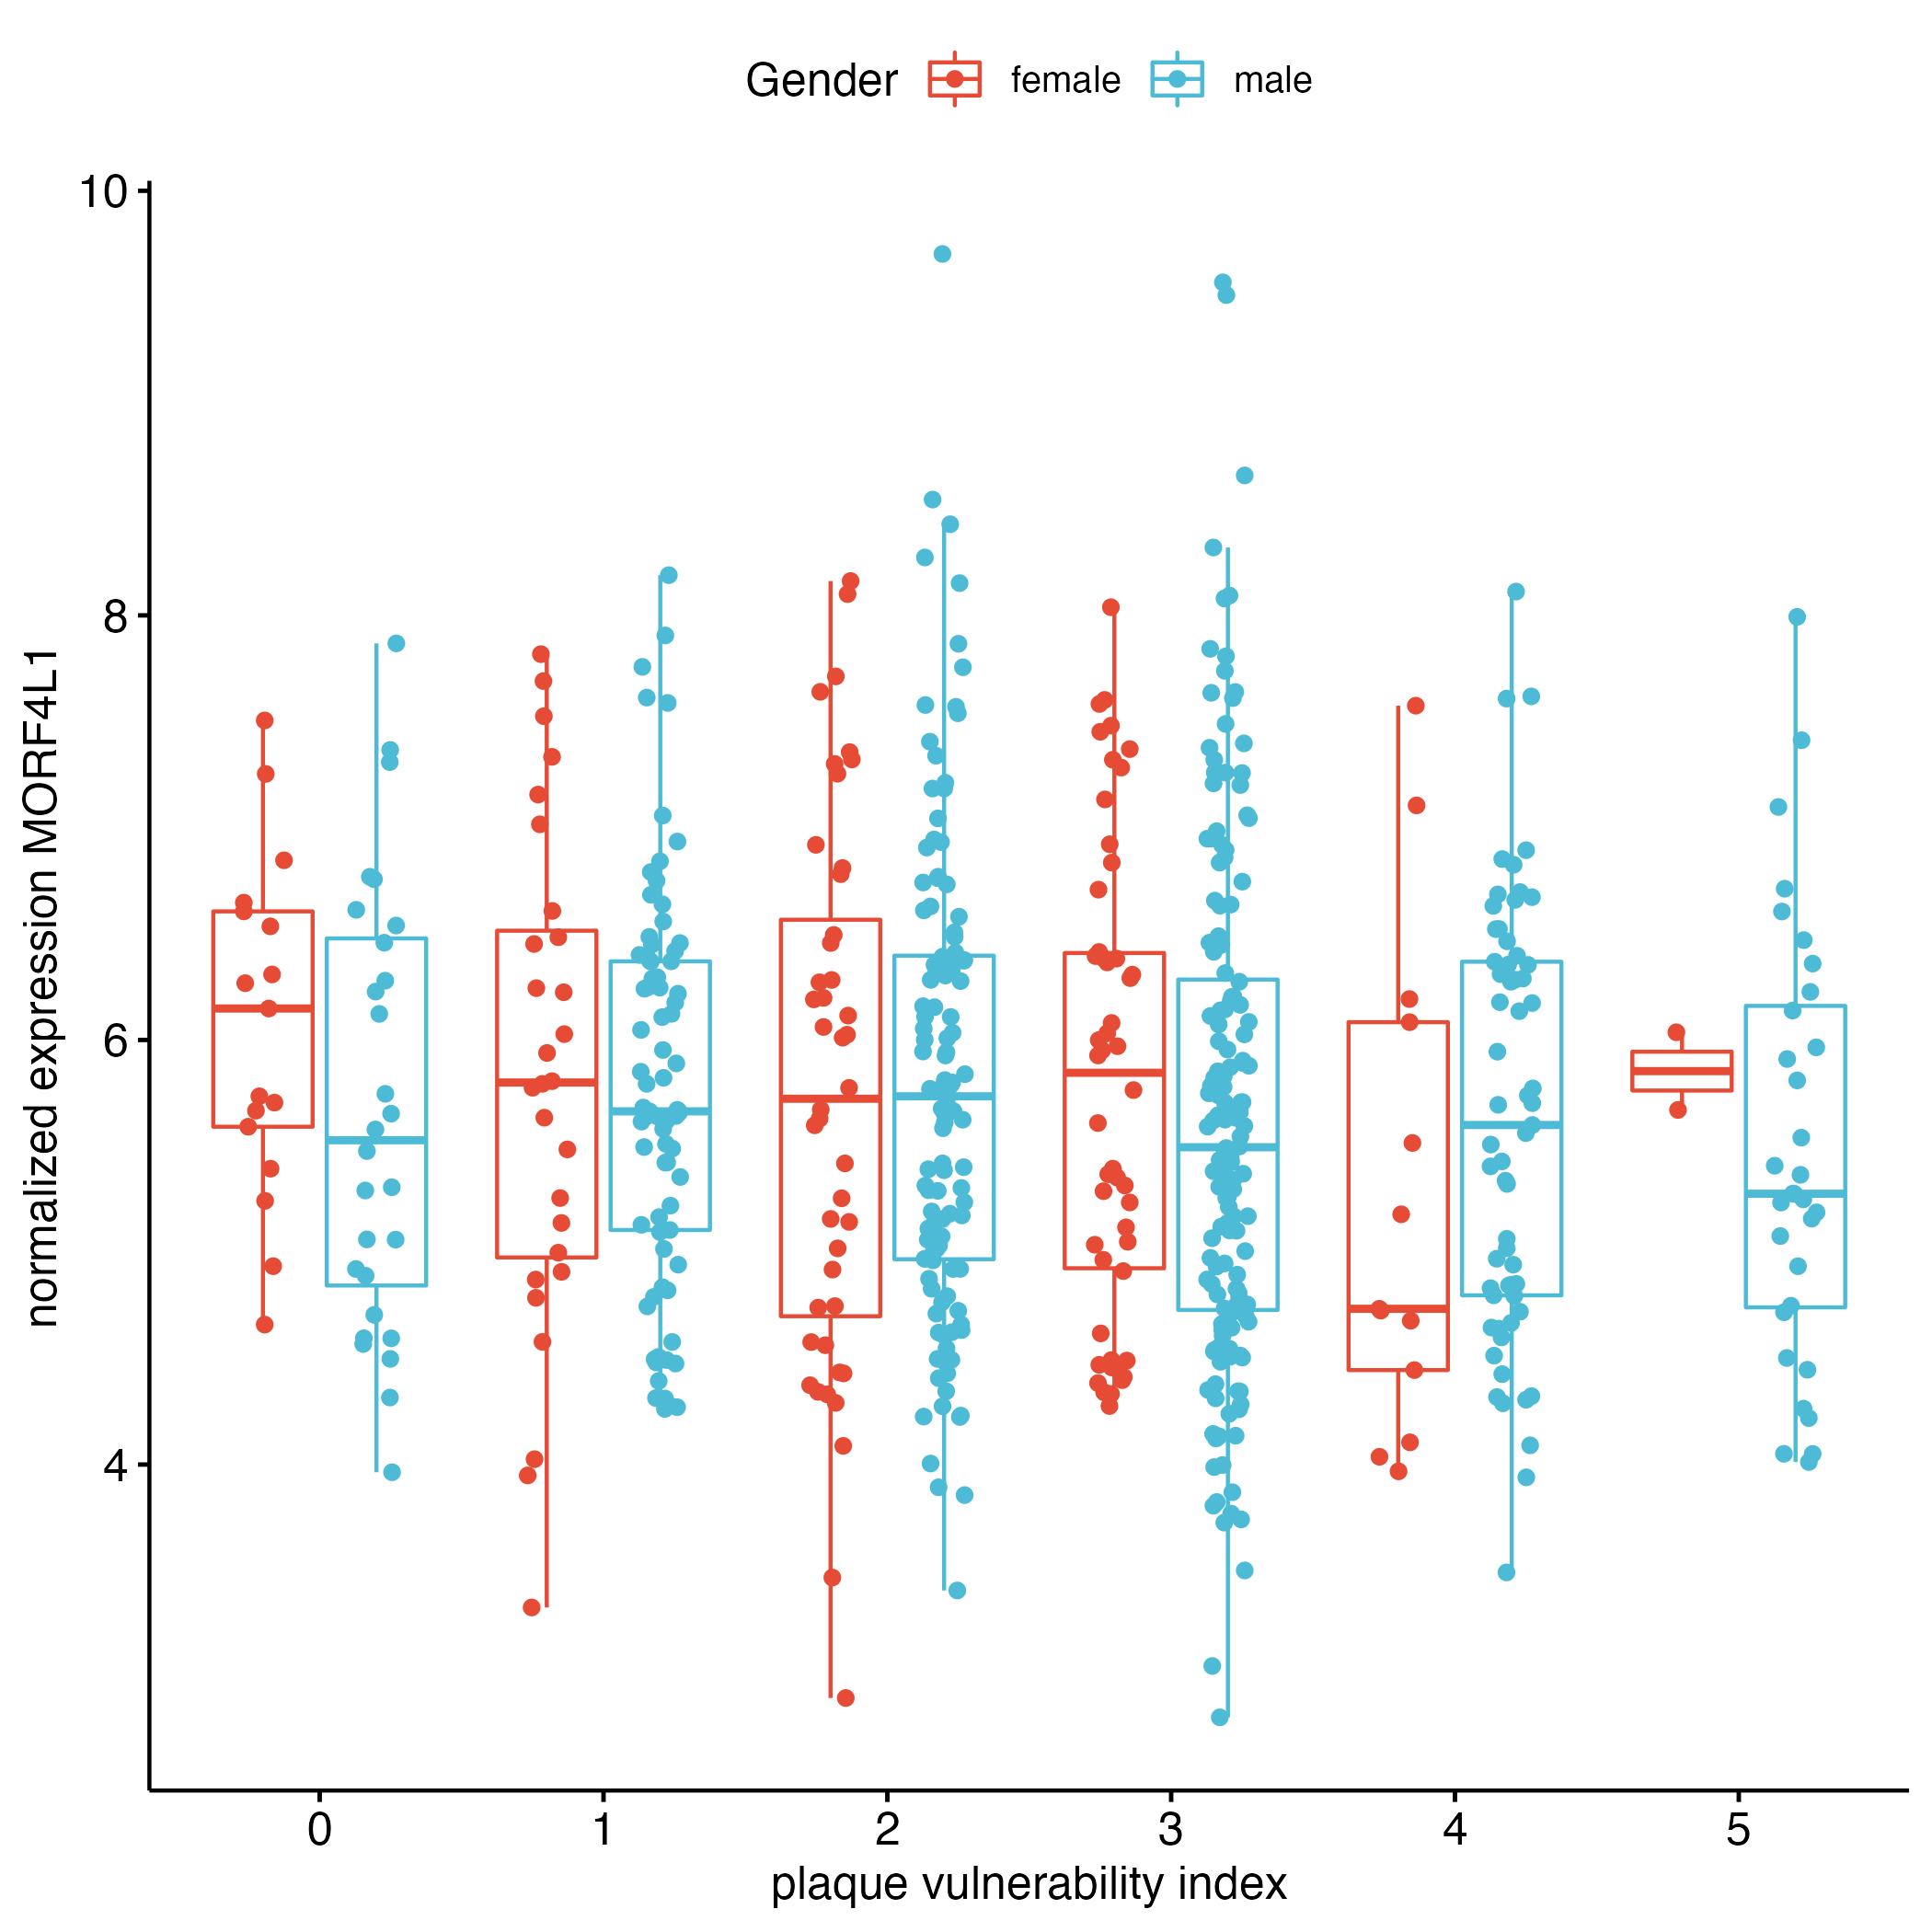 Gender female male
10
8
6
4
normalized expression MORF4L1
0 1 2 3 4 5
plaque vulnerability index